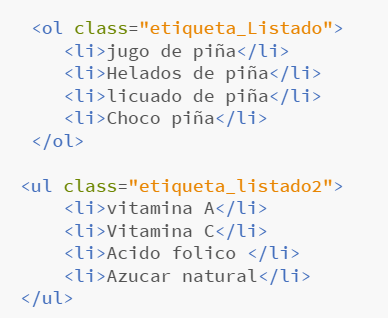 <ol class="etiqueta_Listado">
<li>jugo de piña</li>
<li>Helados de piña</li>
<li>licuado de piña</li>
<li>Choco piña</li>
</ol>
<ul class="etiqueta_listado2">
<li>vitamina A</li>
<li>Vitamina C</li>
<li>Acido folico </li>
<li>Azucar natural</li>
</ul>